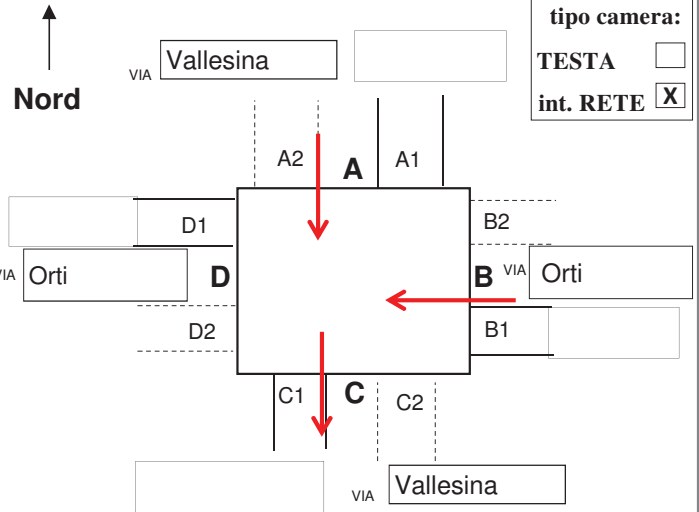 tipo camera:
VIA Vallesina
TESTA
Nord
int. RETE X
A2 A A1
D1 B2
VIA Orti D B VIA Orti
D2 B1
C1 C C2
VIA Vallesina